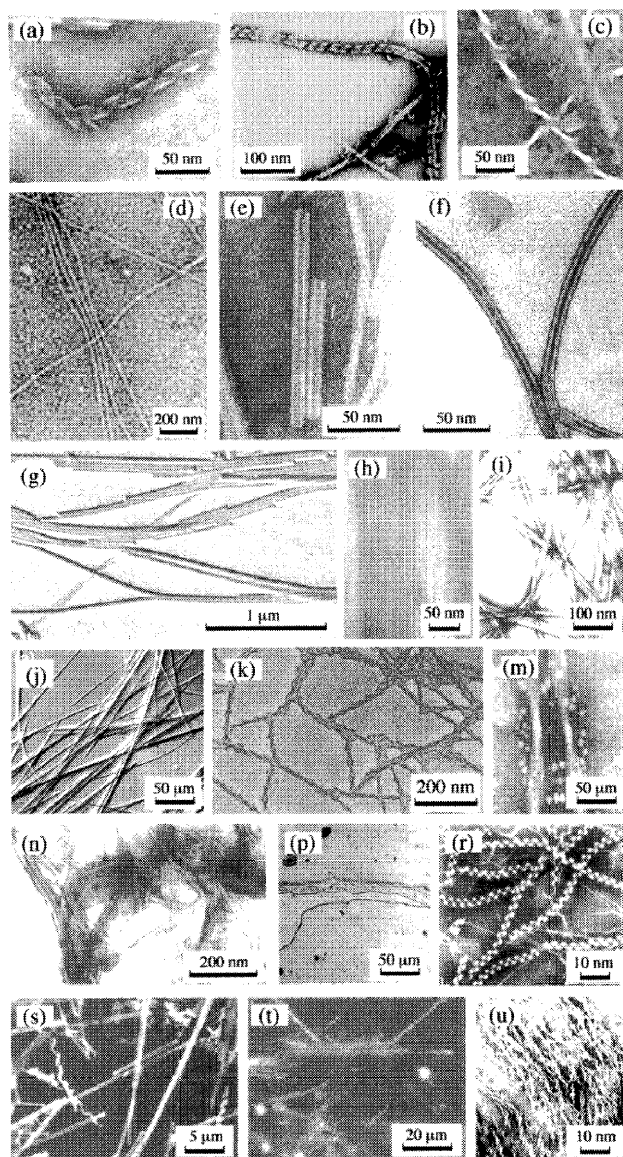 (a)
50 nm
(b)
100 nm
(c)
50 nm
(d)
200 nm
(e)
50 nm
(f)
50 nm
(g)
1 μm
(h)
50 nm
(i)
100 nm
(j)
50 μm
(k)
200 nm
(m)
50 μm
(n)
200 nm
(p)
50 μm
(r)
10 nm
(s)
5 μm
(t)
20 μm
(u)
10 nm